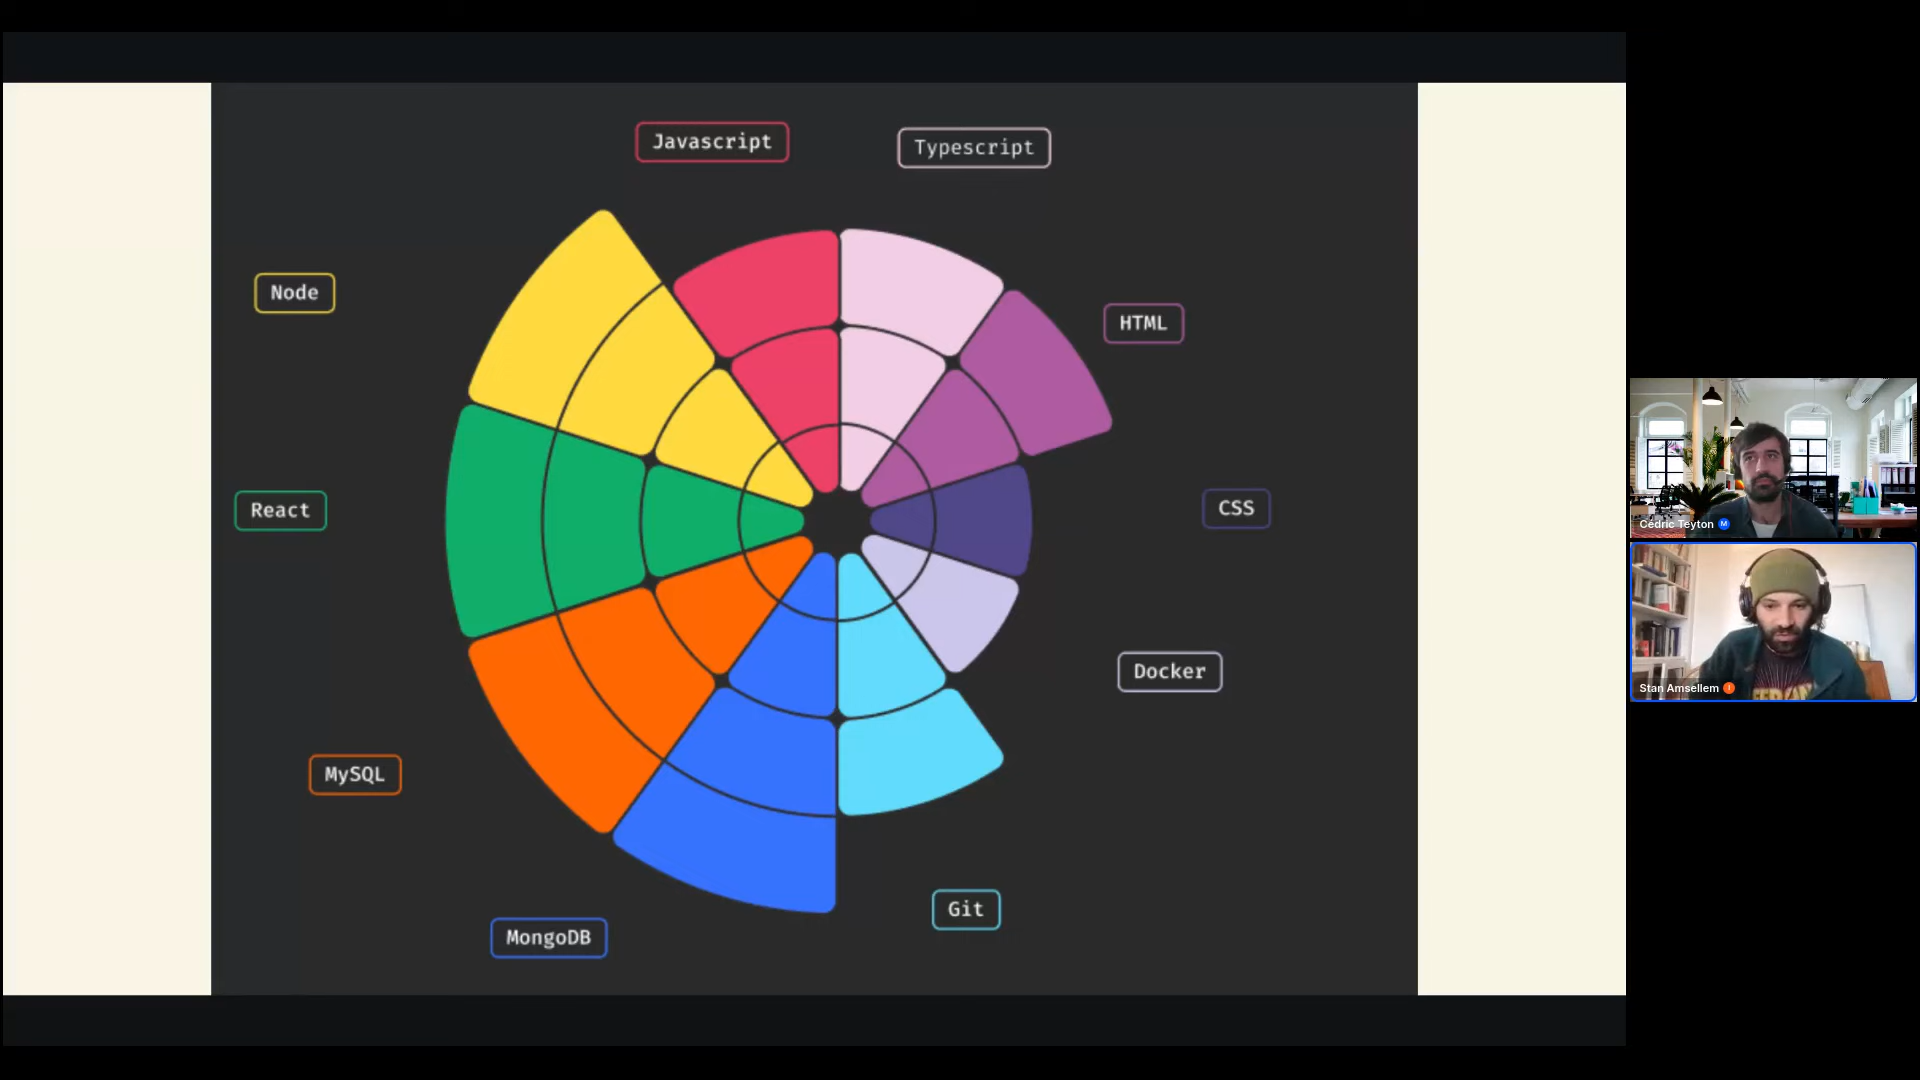 Javascript
Typescript
Node
HTML
React
CSS
Docker
MySQL
Git
MongoDB
Cédric Teyton M
Stan Amsellem